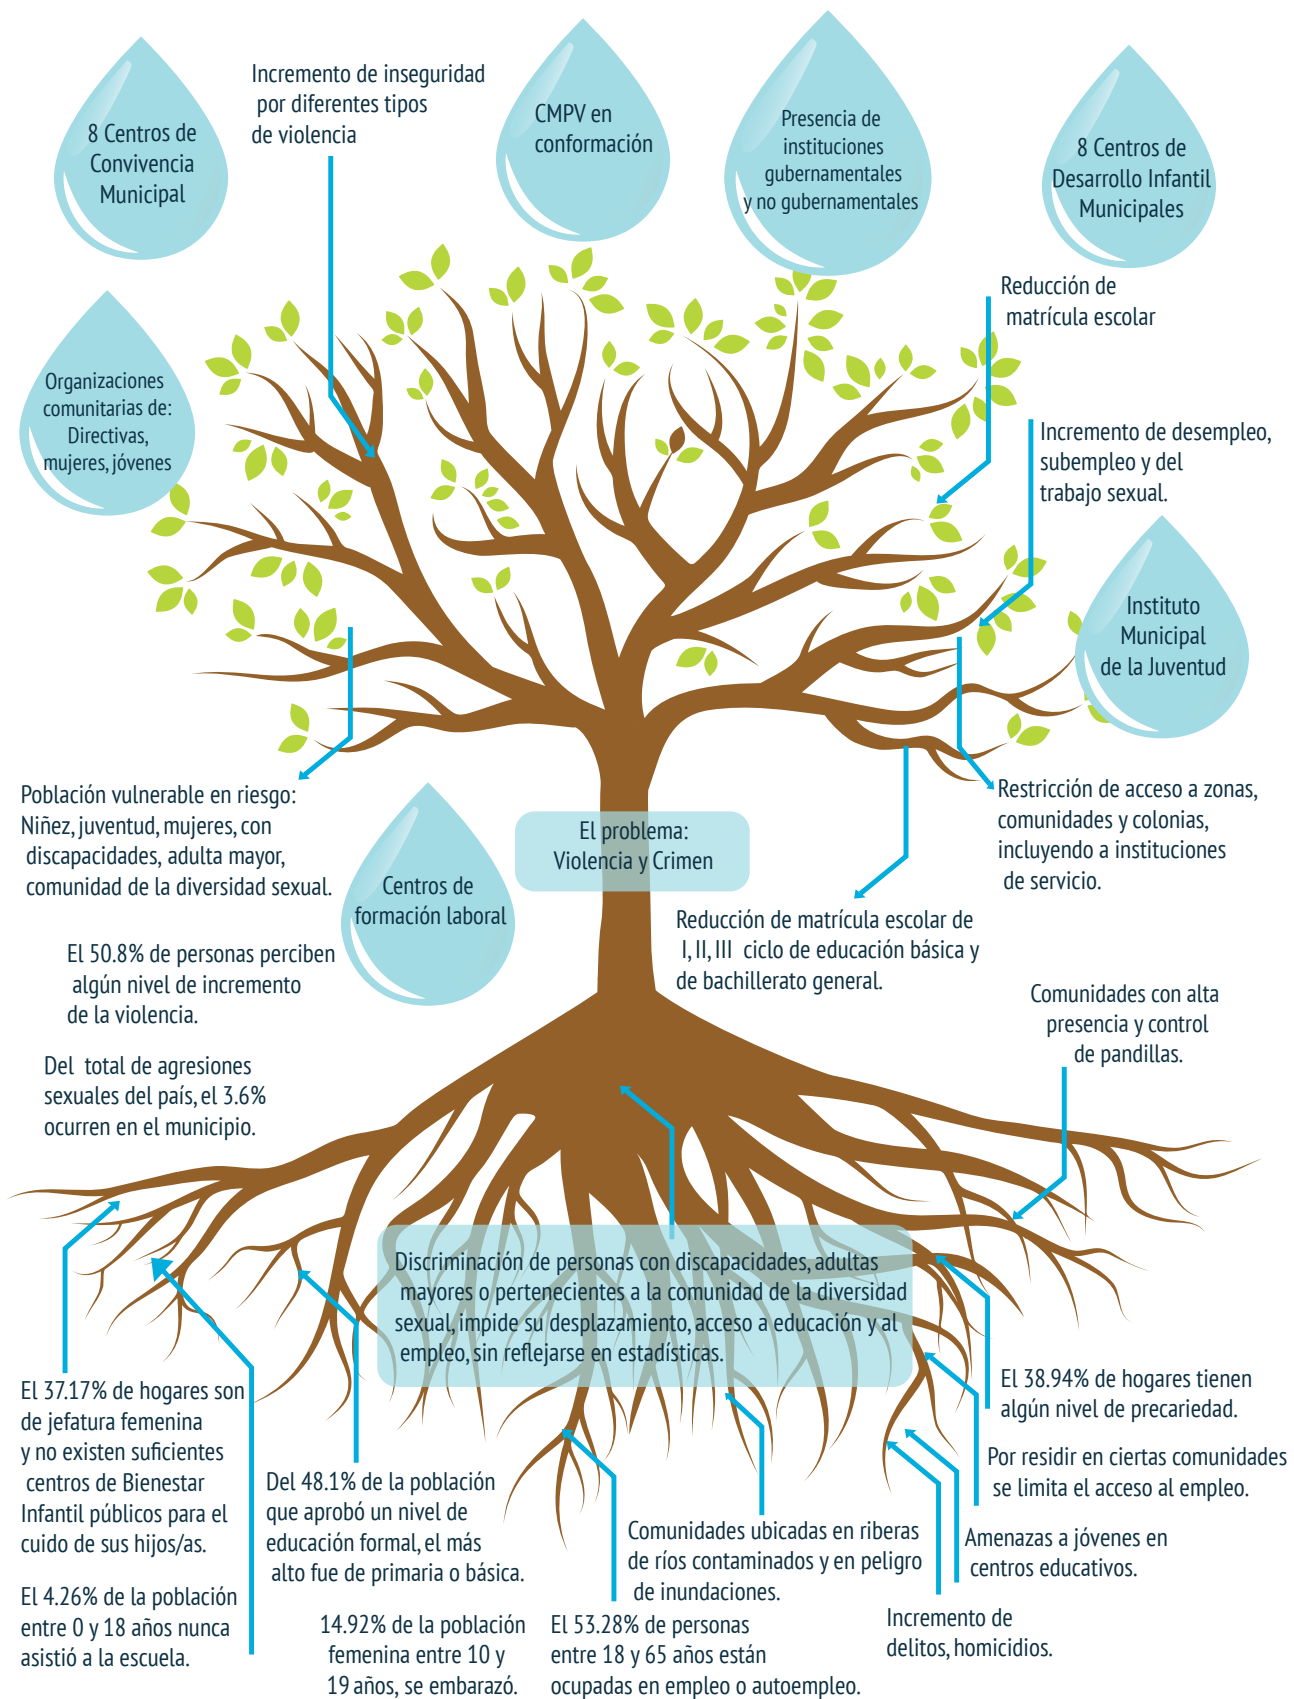 8 Centros de
Convivencia
Municipal
Incremento de inseguridad
por diferentes tipos
de violencia
CMPV en
conformación
Presencia de
instituciones
gubernamentales
y no gubernamentales
8 Centros de
Desarrollo Infantil
Municipales
Reducción de
matrícula escolar
Organizaciones
comunitarias de:
Directivas,
mujeres, jóvenes
Incremento de desempleo,
subempleo y del
trabajo sexual.
Instituto
Municipal
de la Juventud
Población vulnerable en riesgo:
Niñez, juventud, mujeres, con
discapacidades, adulta mayor,
comunidad de la diversidad sexual.
Centros de
formación laboral
El problema:
Violencia y Crimen
Restricción de acceso a zonas,
comunidades y colonias,
incluyendo a instituciones
de servicio.
Reducción de matrícula escolar de
I, II, III ciclo de educación básica y
de bachillerato general.
El 50.8% de personas perciben
algún nivel de incremento
de la violencia.
Comunidades con alta
presencia y control
de pandillas.
Del total de agresiones
sexuales del país, el 3.6%
ocurren en el municipio.
Discriminación de personas con discapacidades, adultas
mayores o pertenecientes a la comunidad de la diversidad
sexual, impide su desplazamiento, acceso a educación y al
empleo, sin reflejarse en estadísticas.
El 37.17% de hogares son
de jefatura femenina
y no existen suficientes
centros de Bienestar
Infantil públicos para el
cuido de sus hijos/as.
El 38.94% de hogares tienen
algún nivel de precariedad.
Por residir en ciertas comunidades
se limita el acceso al empleo.
Del 48.1% de la población
que aprobó un nivel de
educación formal, el más
alto fue de primaria o básica.
Comunidades ubicadas en riberas
de ríos contaminados y en peligro
de inundaciones.
Amenazas a jóvenes en
centros educativos.
El 4.26% de la población
entre 0 y 18 años nunca
asistió a la escuela.
14.92% de la población
femenina entre 10 y
19 años, se embarazó.
El 53.28% de personas
entre 18 y 65 años están
ocupadas en empleo o autoempleo.
Incremento de
delitos, homicidios.